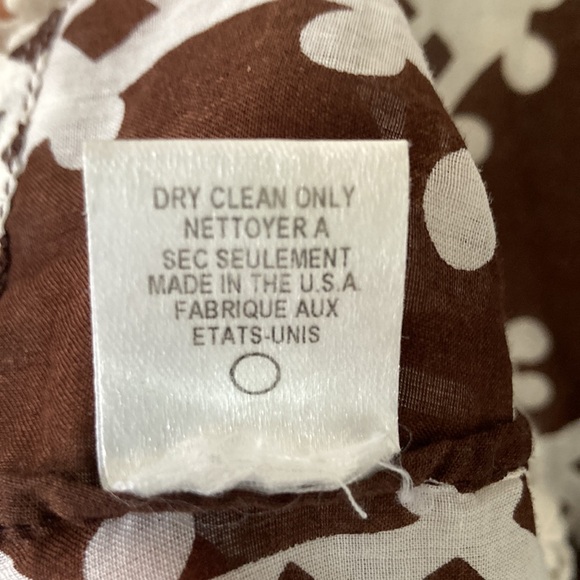 DRY CLEAN ONLY
NETTOYER A
SEC SEULEMENT
MADE IN THE U.S.A.
FABRIQUE AUX
ETATS-UNIS